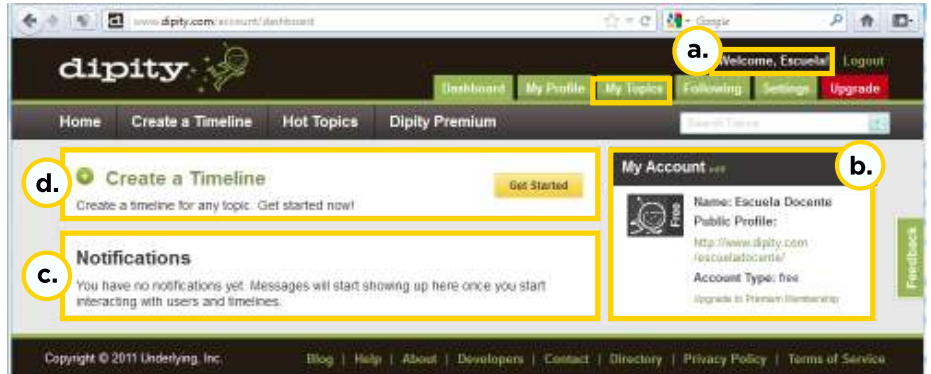 www.dipity.com/account/dashboard
Google
a.
dipity
Welcome, Escuela! Logout
Dashboard My Profile My Topics Following Settings Upgrade
Home Create a Timeline Hot Topics Dipity Premium
Search Topics
d.
Create a Timeline
Get Started
Create a timeline for any topic. Get started now!
My Account edit
b.
Free
Name: Escuela Docente
Public Profile:
http://www.dipity.com
/escueladocente/
Account Type: free
Upgrade to Premium Membership
c.
Notifications
You have no notifications yet. Messages will start showing up here once you start
interacting with users and timelines.
Feedback
Copyright © 2011 Underlying, Inc.
Blog | Help | About | Developers | Contact | Directory | Privacy Policy | Terms of Service